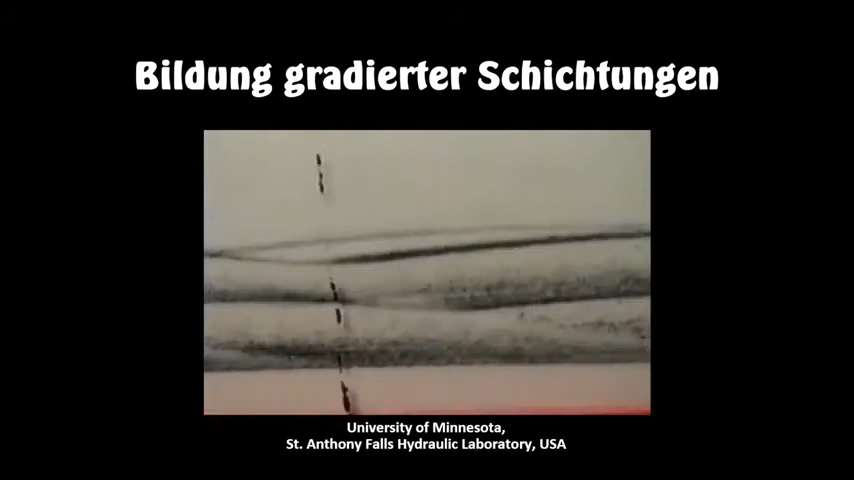 Bildung gradierter Schichtungen
University of Minnesota,
St. Anthony Falls Hydraulic Laboratory, USA